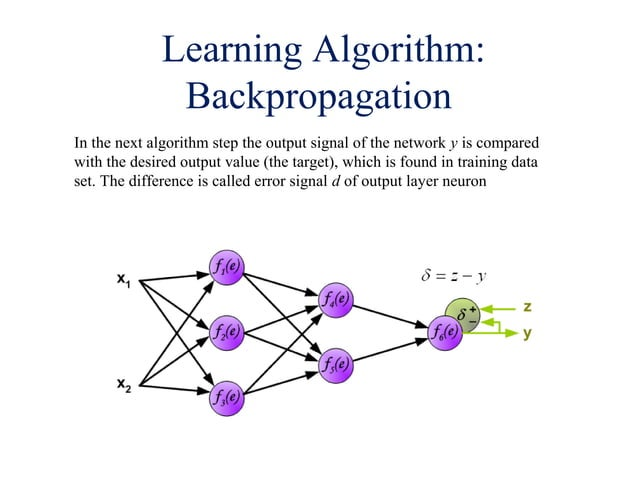 Learning Algorithm:
Backpropagation
In the next algorithm step the output signal of the network y is compared
with the desired output value (the target), which is found in training data
set. The difference is called error signal d of output layer neuron
δ = z − y
x₁
x₂
f₁(e)
f₂(e)
f₃(e)
f₄(e)
f₅(e)
f₆(e)
δ + −
z
y